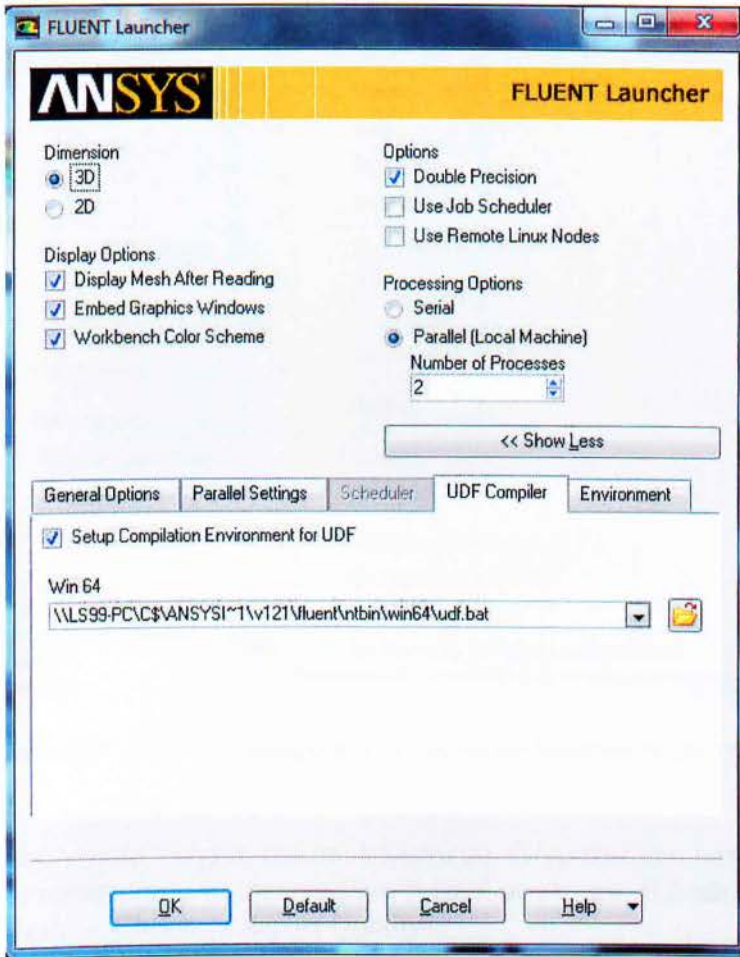 FLUENT Launcher
ANSYS
FLUENT Launcher
Dimension
3D
2D
Display Options
Display Mesh After Reading
Embed Graphics Windows
Workbench Color Scheme
Options
Double Precision
Use Job Scheduler
Use Remote Linux Nodes
Processing Options
Serial
Parallel (Local Machine)
Number of Processes
2
<< Show Less
General Options
Parallel Settings
Scheduler
UDF Compiler
Environment
Setup Compilation Environment for UDF
Win 64
\\LS99-PC\C$\ANSYSI~1\v121\fluent\ntbin\win64\udf.bat
OK
Default
Cancel
Help